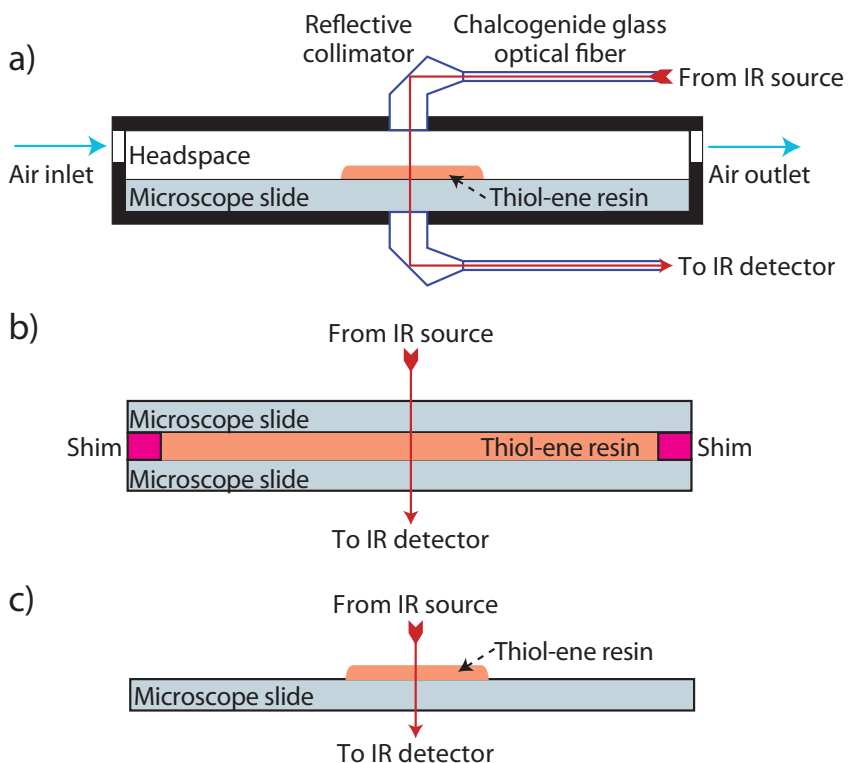 a)
Reflective
collimator
Chalcogenide glass
optical fiber
From IR source
Air inlet
Headspace
Air outlet
Microscope slide
Thiol-ene resin
To IR detector
b)
From IR source
Microscope slide
Shim
Thiol-ene resin
Shim
Microscope slide
To IR detector
c)
From IR source
Thiol-ene resin
Microscope slide
To IR detector